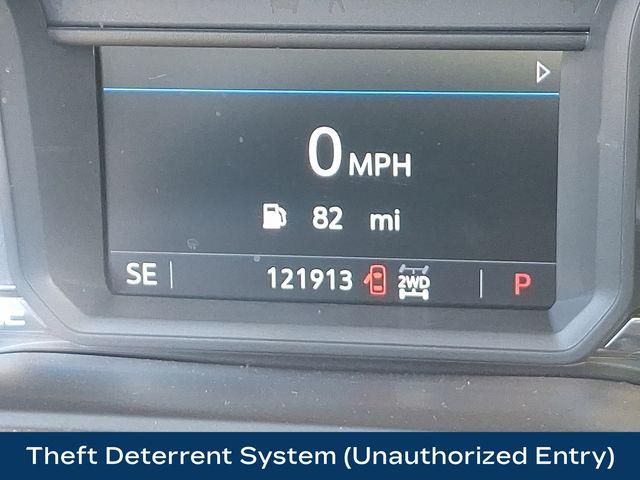 0 MPH
82 mi
SE 121913 2WD P
Theft Deterrent System (Unauthorized Entry)